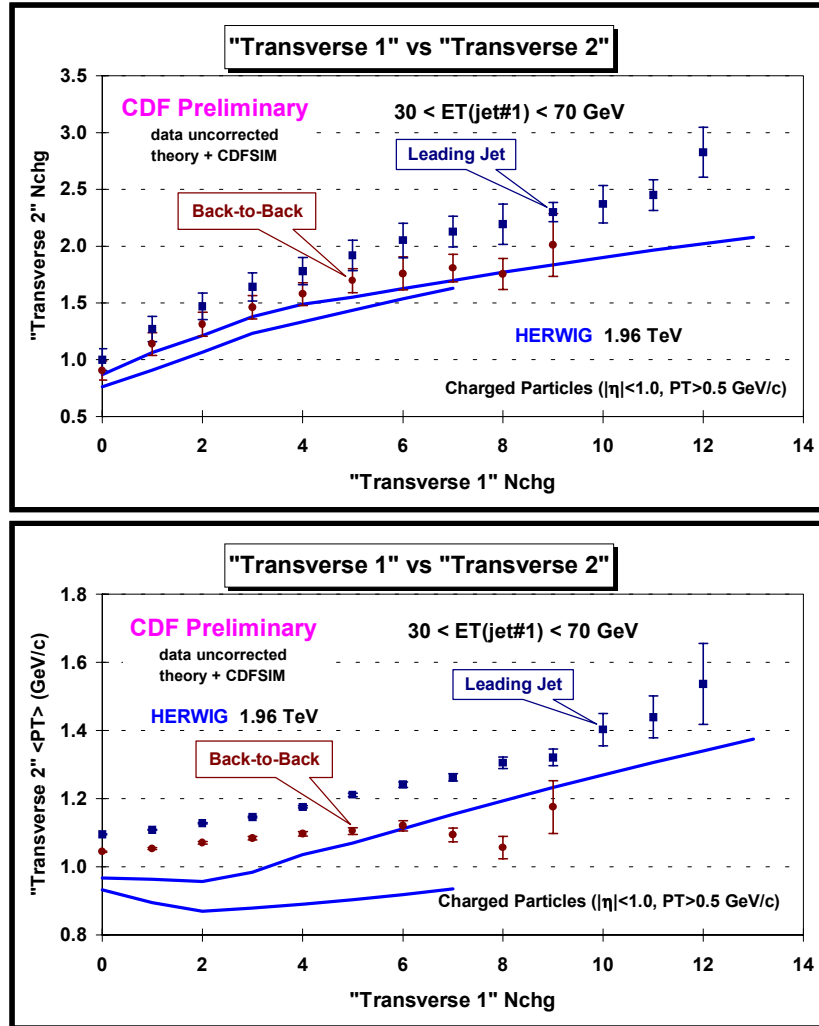 "Transverse 1" vs "Transverse 2"
3.5
CDF Preliminary
30 < ET(jet#1) < 70 GeV
data uncorrected
theory + CDFSIM
3.0
Leading Jet
2.5
Back-to-Back
2.0
1.5
HERWIG 1.96 TeV
1.0
Charged Particles (|η|<1.0, PT>0.5 GeV/c)
0.5
"Transverse 2" Nchg
0 2 4 6 8 10 12 14
"Transverse 1" Nchg
"Transverse 1" vs "Transverse 2"
1.8
CDF Preliminary
30 < ET(jet#1) < 70 GeV
data uncorrected
theory + CDFSIM
1.6
Leading Jet
HERWIG 1.96 TeV
1.4
Back-to-Back
1.2
1.0
Charged Particles (|η|<1.0, PT>0.5 GeV/c)
0.8
"Transverse 2" <PT> (GeV/c)
0 2 4 6 8 10 12 14
"Transverse 1" Nchg